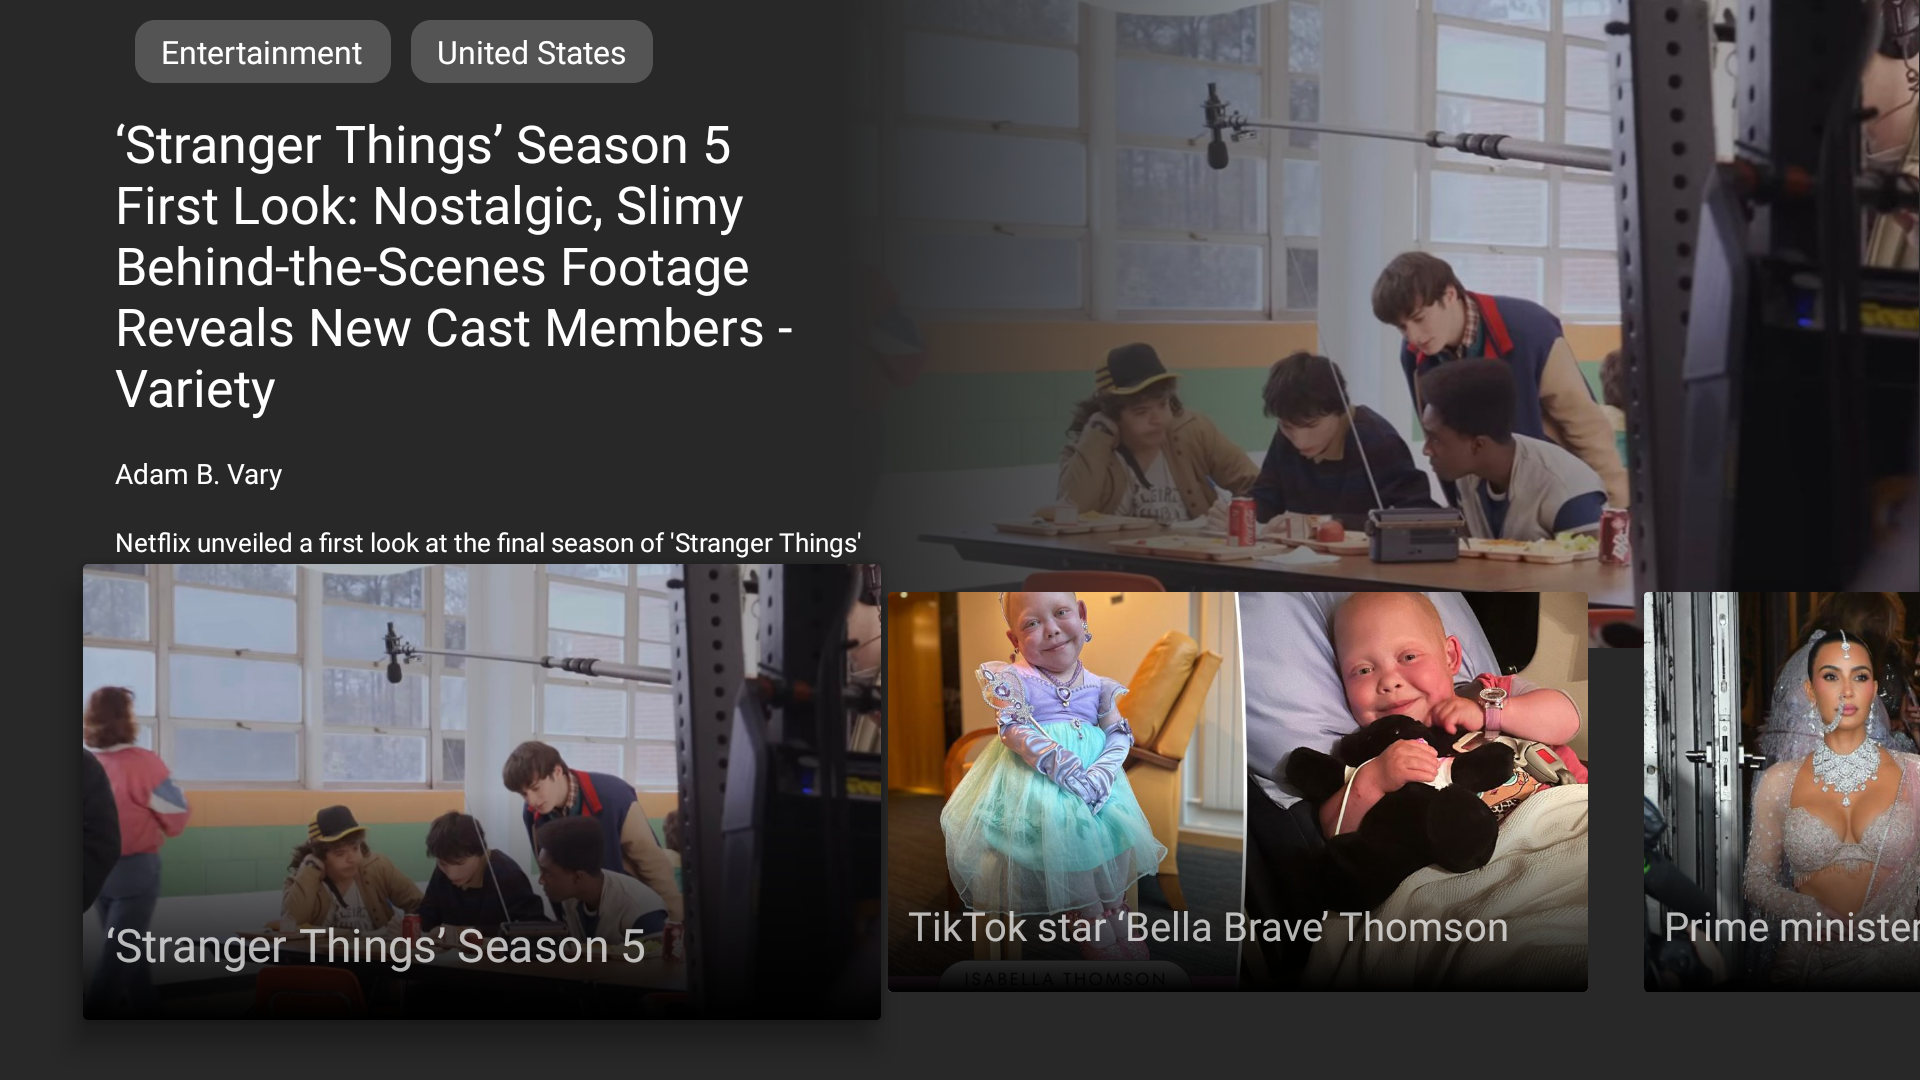 Entertainment
United States
‘Stranger Things’ Season 5
First Look: Nostalgic, Slimy
Behind-the-Scenes Footage
Reveals New Cast Members -
Variety
Adam B. Vary
Netflix unveiled a first look at the final season of 'Stranger Things'
‘Stranger Things’ Season 5
TikTok star ‘Bella Brave’ Thomson
ISABELLA THOMSON
Prime minister